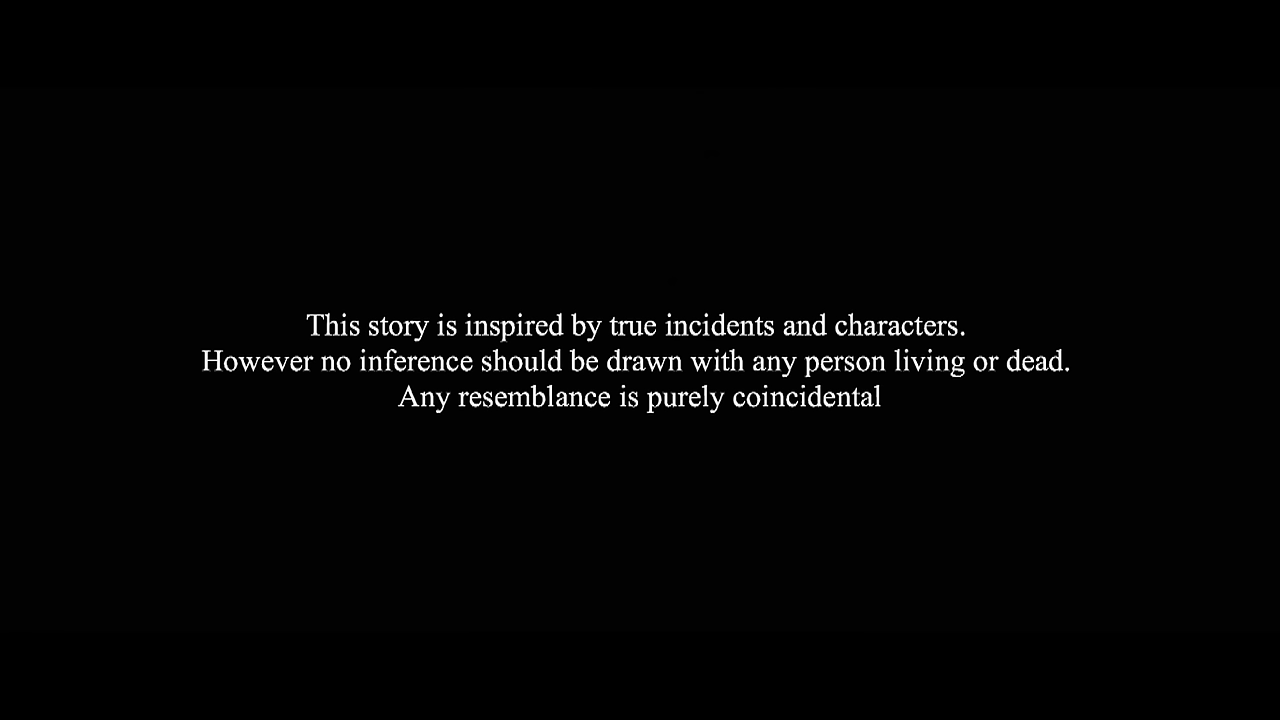 This story is inspired by true incidents and characters.
However no inference should be drawn with any person living or dead.
Any resemblance is purely coincidental